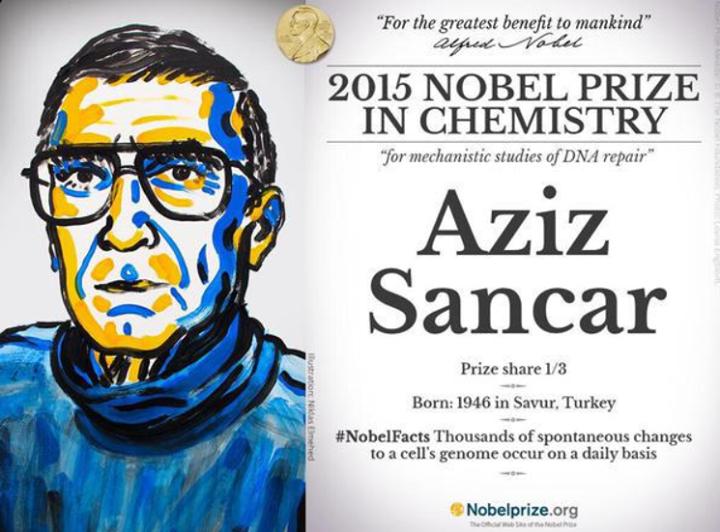 "For the greatest benefit to mankind"
Alfred Nobel
2015 NOBEL PRIZE
IN CHEMISTRY
"for mechanistic studies of DNA repair"
Aziz
Sancar
Prize share 1/3
Born: 1946 in Savur, Turkey
#NobelFacts Thousands of spontaneous changes
to a cell's genome occur on a daily basis
Nobelprize.org
The Official Web Site of the Nobel Prize
Illustration: Niklas Elmehed